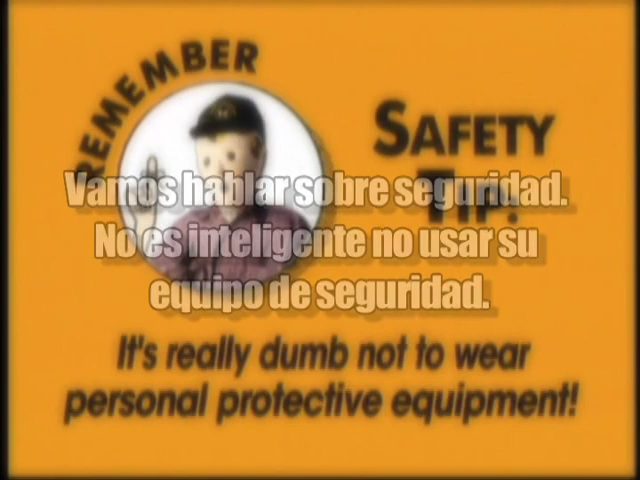 REMEMBER
SAFETY
TIP:
Vamos hablar sobre seguridad.
No es inteligente no usar su
equipo de seguridad.
It's really dumb not to wear
personal protective equipment!